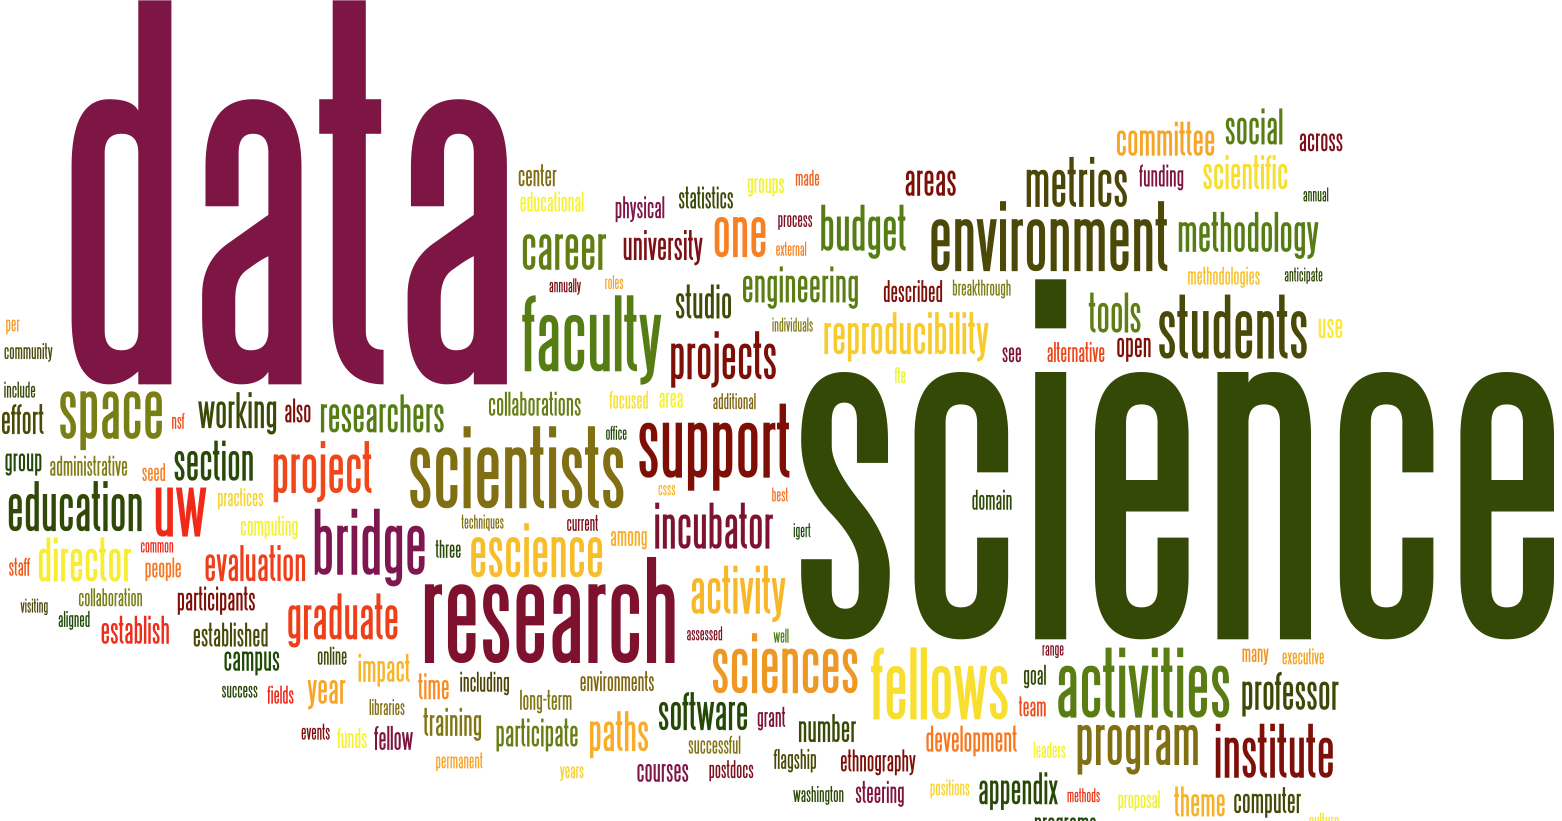 data
science
committee
social
across
center
educational
physical
statistics
groups
made
areas
metrics
funding
scientific
annual
career
university
one
process
external
budget
environment
methodology
methodologies
anticipate
annually
roles
studio
engineering
described
breakthrough
tools
students
use
faculty
projects
individuals
reproducibility
see
alternative
open
per
community
include
effort
space
nsf
working
also
researchers
collaborations
focused
area
additional
fte
group
administrative
seed
section
project
scientists
office
support
education
uw
practices
computing
bridge
techniques
current
csss
best
incubator
igert
domain
staff
director
common
people
evaluation
three
escience
among
visiting
collaboration
aligned
participants
establish
established
graduate
research
activity
assessed
well
campus
online
impact
success
fields
year
libraries
time
including
long-term
environments
sciences
fellows
range
goal
team
activities
many
executive
professor
events
funds
fellow
training
participate
paths
software
grant
number
successful
permanent
years
courses
postdocs
flagship
ethnography
development
leaders
program
institute
washington
steering
positions
appendix
methods
proposal
theme
computer
programs
culture